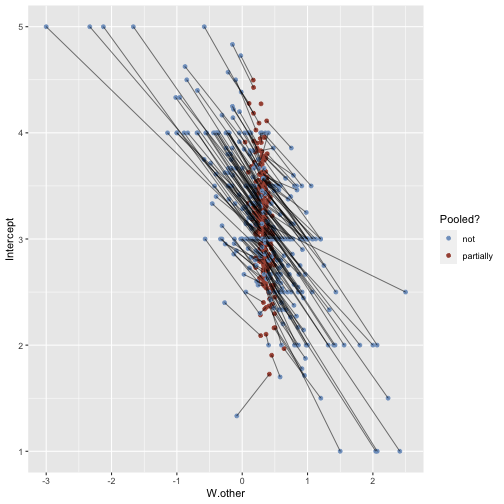 5
4
3
2
1
Intercept
-3
-2
-1
0
1
2
W.other
Pooled?
not
partially